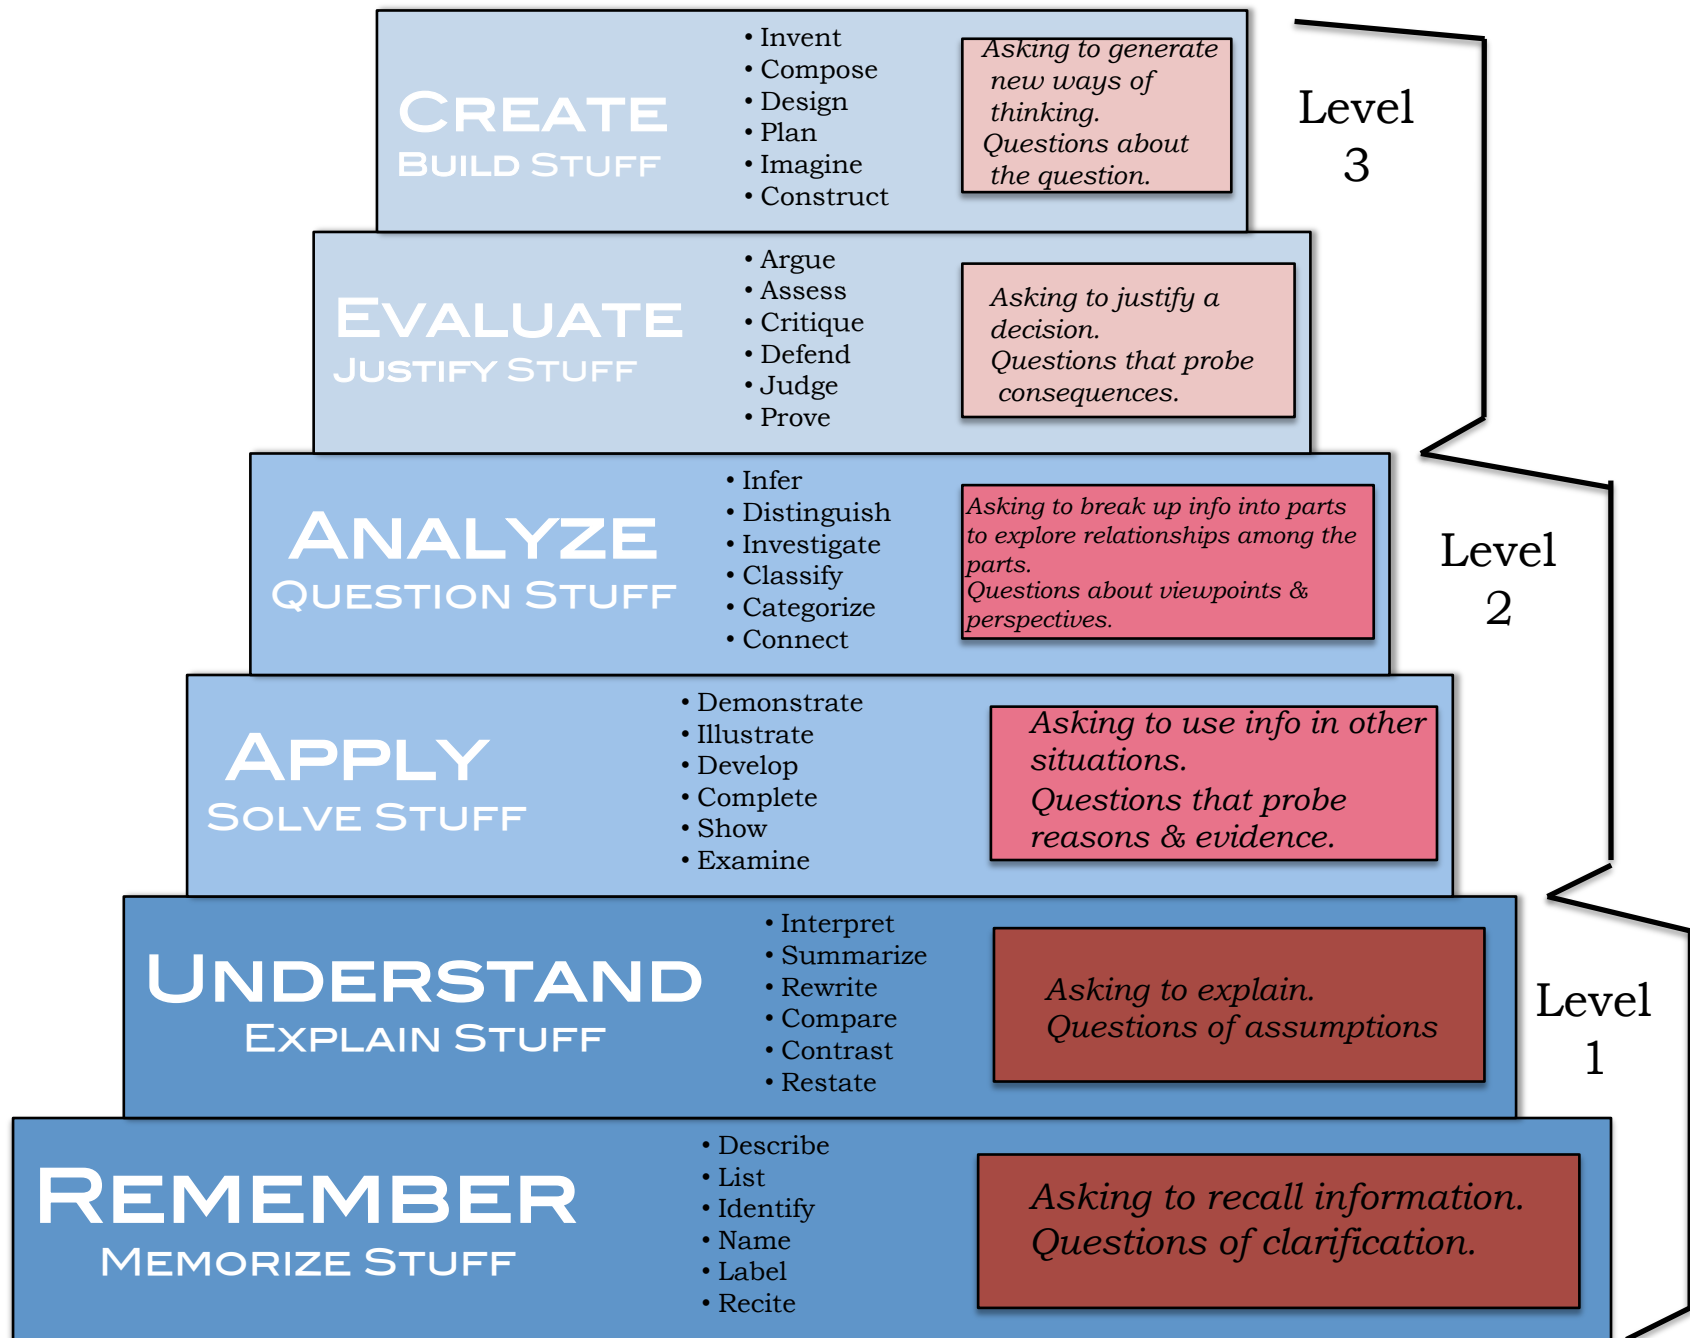 CREATE
BUILD STUFF
• Invent
• Compose
• Design
• Plan
• Imagine
• Construct
Asking to generate
new ways of
thinking.
Questions about
the question.
Level
3
EVALUATE
JUSTIFY STUFF
• Argue
• Assess
• Critique
• Defend
• Judge
• Prove
Asking to justify a
decision.
Questions that probe
consequences.
ANALYZE
QUESTION STUFF
• Infer
• Distinguish
• Investigate
• Classify
• Categorize
• Connect
Asking to break up info into parts
to explore relationships among the
parts.
Questions about viewpoints &
perspectives.
Level
2
APPLY
SOLVE STUFF
• Demonstrate
• Illustrate
• Develop
• Complete
• Show
• Examine
Asking to use info in other
situations.
Questions that probe
reasons & evidence.
UNDERSTAND
EXPLAIN STUFF
• Interpret
• Summarize
• Rewrite
• Compare
• Contrast
• Restate
Asking to explain.
Questions of assumptions
Level
1
REMEMBER
MEMORIZE STUFF
• Describe
• List
• Identify
• Name
• Label
• Recite
Asking to recall information.
Questions of clarification.